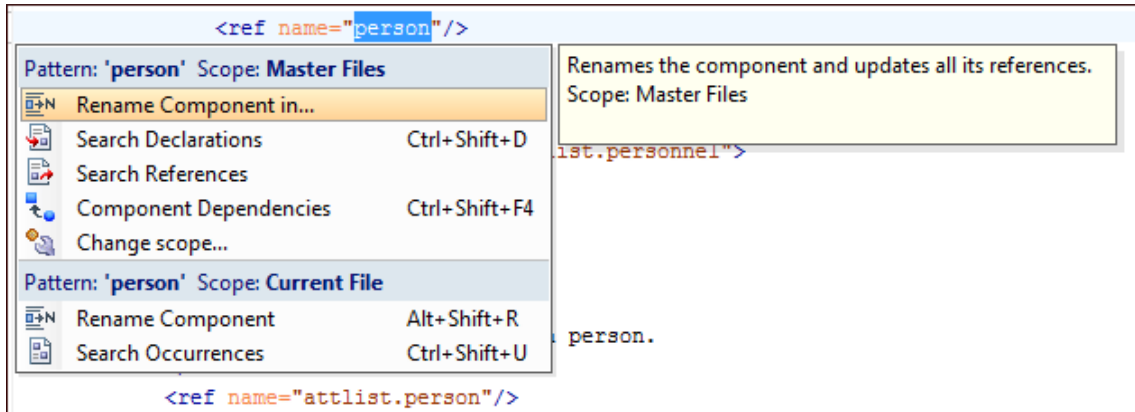 <ref name="person"/>
Pattern: 'person' Scope: Master Files
Rename Component in...
Search Declarations Ctrl+Shift+D
Search References
Component Dependencies Ctrl+Shift+F4
Change scope...
Pattern: 'person' Scope: Current File
Rename Component Alt+Shift+R
Search Occurrences Ctrl+Shift+U
Renames the component and updates all its references.
Scope: Master Files
list.personnel">
person.
<ref name="attlist.person"/>